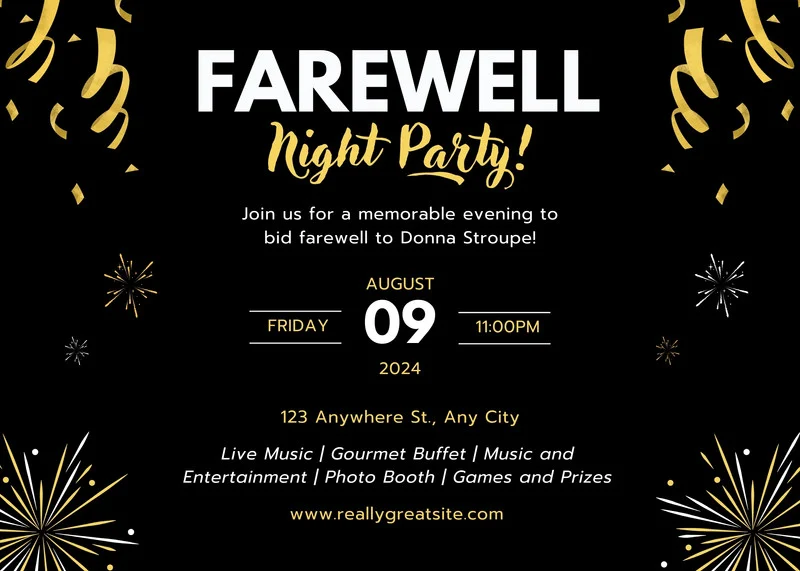 FAREWELL
Night Party!
Join us for a memorable evening to
bid farewell to Donna Stroupe!
AUGUST
FRIDAY
09
11:00PM
2024
123 Anywhere St., Any City
Live Music | Gourmet Buffet | Music and
Entertainment | Photo Booth | Games and Prizes
www.reallygreatsite.com